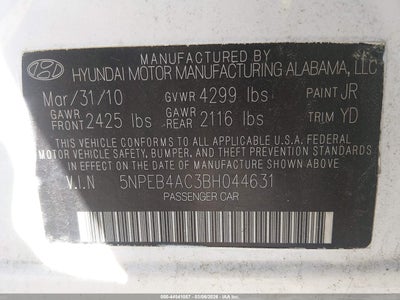 MANUFACTURED BY
HYUNDAI MOTOR MANUFACTURING ALABAMA, LLC
Mar/31/10 GVWR 4299 lbs PAINT JR
GAWR FRONT 2425 lbs GAWR REAR 2116 lbs TRIM YD
THIS VEHICLE CONFORMS TO ALL APPLICABLE U.S. FEDERAL
MOTOR VEHICLE SAFETY, BUMPER, AND THEFT PREVENTION STANDARDS
IN EFFECT ON THE DATE OF MANUFACTURE SHOWN ABOVE.
V.I.N 5NPEB4AC3BH044631
PASSENGER CAR